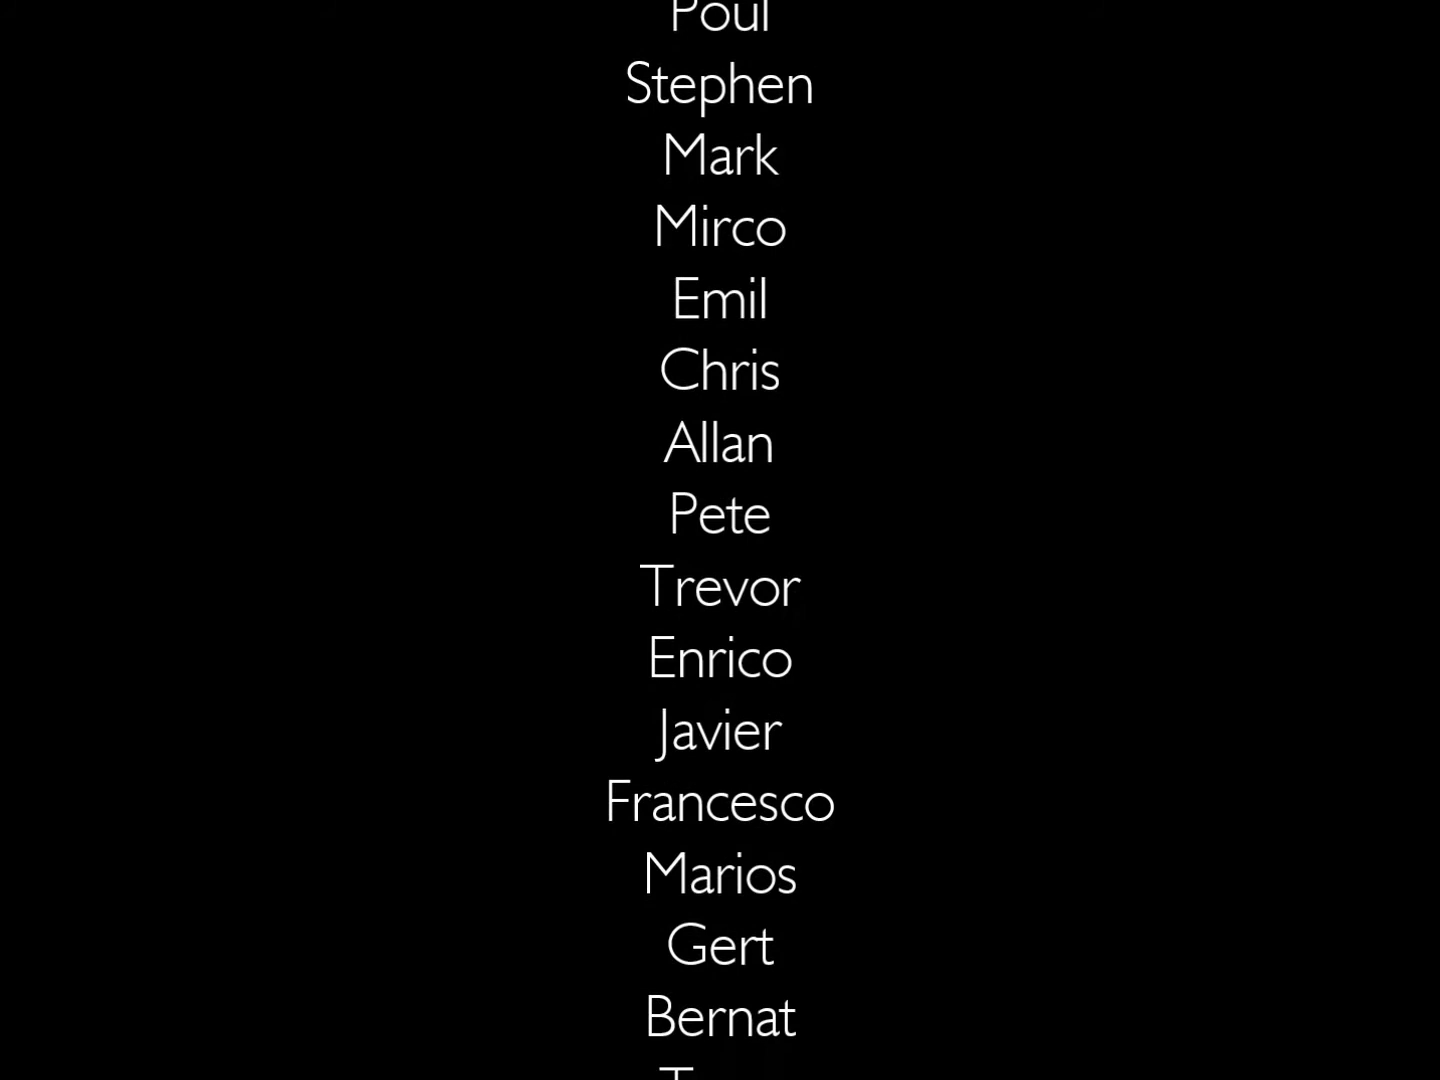 Poul
Stephen
Mark
Mirco
Emil
Chris
Allan
Pete
Trevor
Enrico
Javier
Francesco
Marios
Gert
Bernat